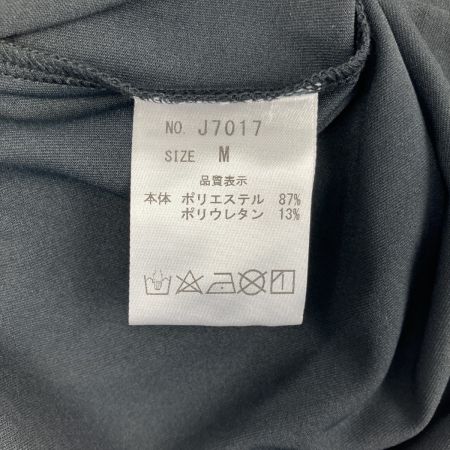 NO. J7017
SIZE M
品質表示
本体 ポリエステル 87%
ポリウレタン 13%